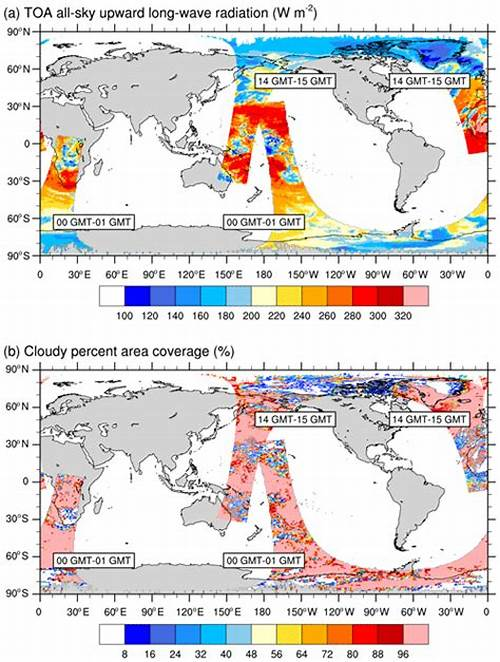 (a) TOA all-sky upward long-wave radiation (W m⁻²)
90°N
60°N
14 GMT-15 GMT 14 GMT-15 GMT
30°N
0
30°S
60°S
00 GMT-01 GMT 00 GMT-01 GMT
90°S
0 30°E 60°E 90°E 120°E 150°E 180 150°W 120°W 90°W 60°W 30°W 0
100 120 140 160 180 200 220 240 260 280 300 320
(b) Cloudy percent area coverage (%)
90°N
60°N
14 GMT-15 GMT 14 GMT-15 GMT
30°N
0
30°S
60°S
00 GMT-01 GMT 00 GMT-01 GMT
90°S
0 30°E 60°E 90°E 120°E 150°E 180 150°W 120°W 90°W 60°W 30°W 0
8 16 24 32 40 48 56 64 72 80 88 96